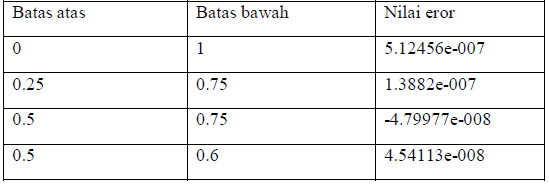 Batas atas Batas bawah Nilai eror
0 1 5.12456e-007
0.25 0.75 1.3882e-007
0.5 0.75 -4.79977e-008
0.5 0.6 4.54113e-008